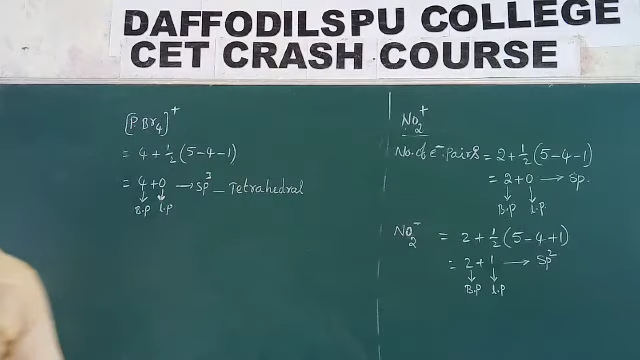 DAFFODILSPU COLLEGE
CET CRASH COURSE
[PBr₄]⁺
= 4 + 1/2 (5-4-1)
= 4 + 0 → Sp³ - Tetrahedral
B.P l.P
NO₂⁺
No. of e⁻ Pairs = 2 + 1/2 (5-4-1)
= 2 + 0 → Sp.
B.P l.P
NO₂⁻ = 2 + 1/2 (5-4+1)
= 2 + 1 → Sp²
B.P l.P